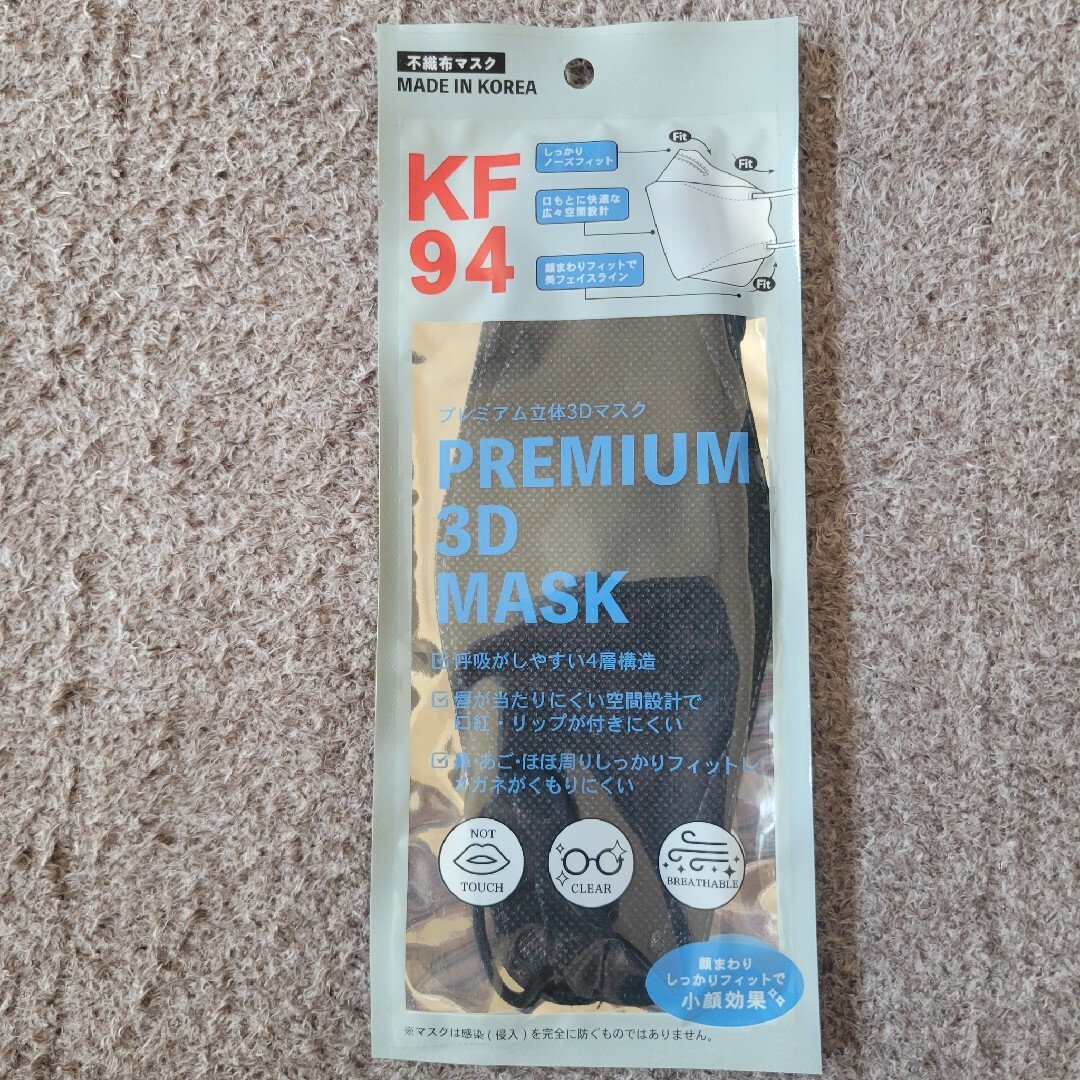 不織布マスク
MADE IN KOREA
KF
94
しっかり
ノーズフィット
口もとに快適な
広々空間設計
顔まわりフィットで
美フェイスライン
Fit
Fit
Fit
プレミアム立体3Dマスク
PREMIUM
3D
MASK
呼吸がしやすい4層構造
唇が当たりにくい空間設計で
口紅・リップが付きにくい
鼻・あご・ほほ周りしっかりフィットし
メガネがくもりにくい
NOT
TOUCH
CLEAR
BREATHABLE
顔まわり
しっかりフィットで
小顔効果
※マスクは感染(侵入)を完全に防ぐものではありません。